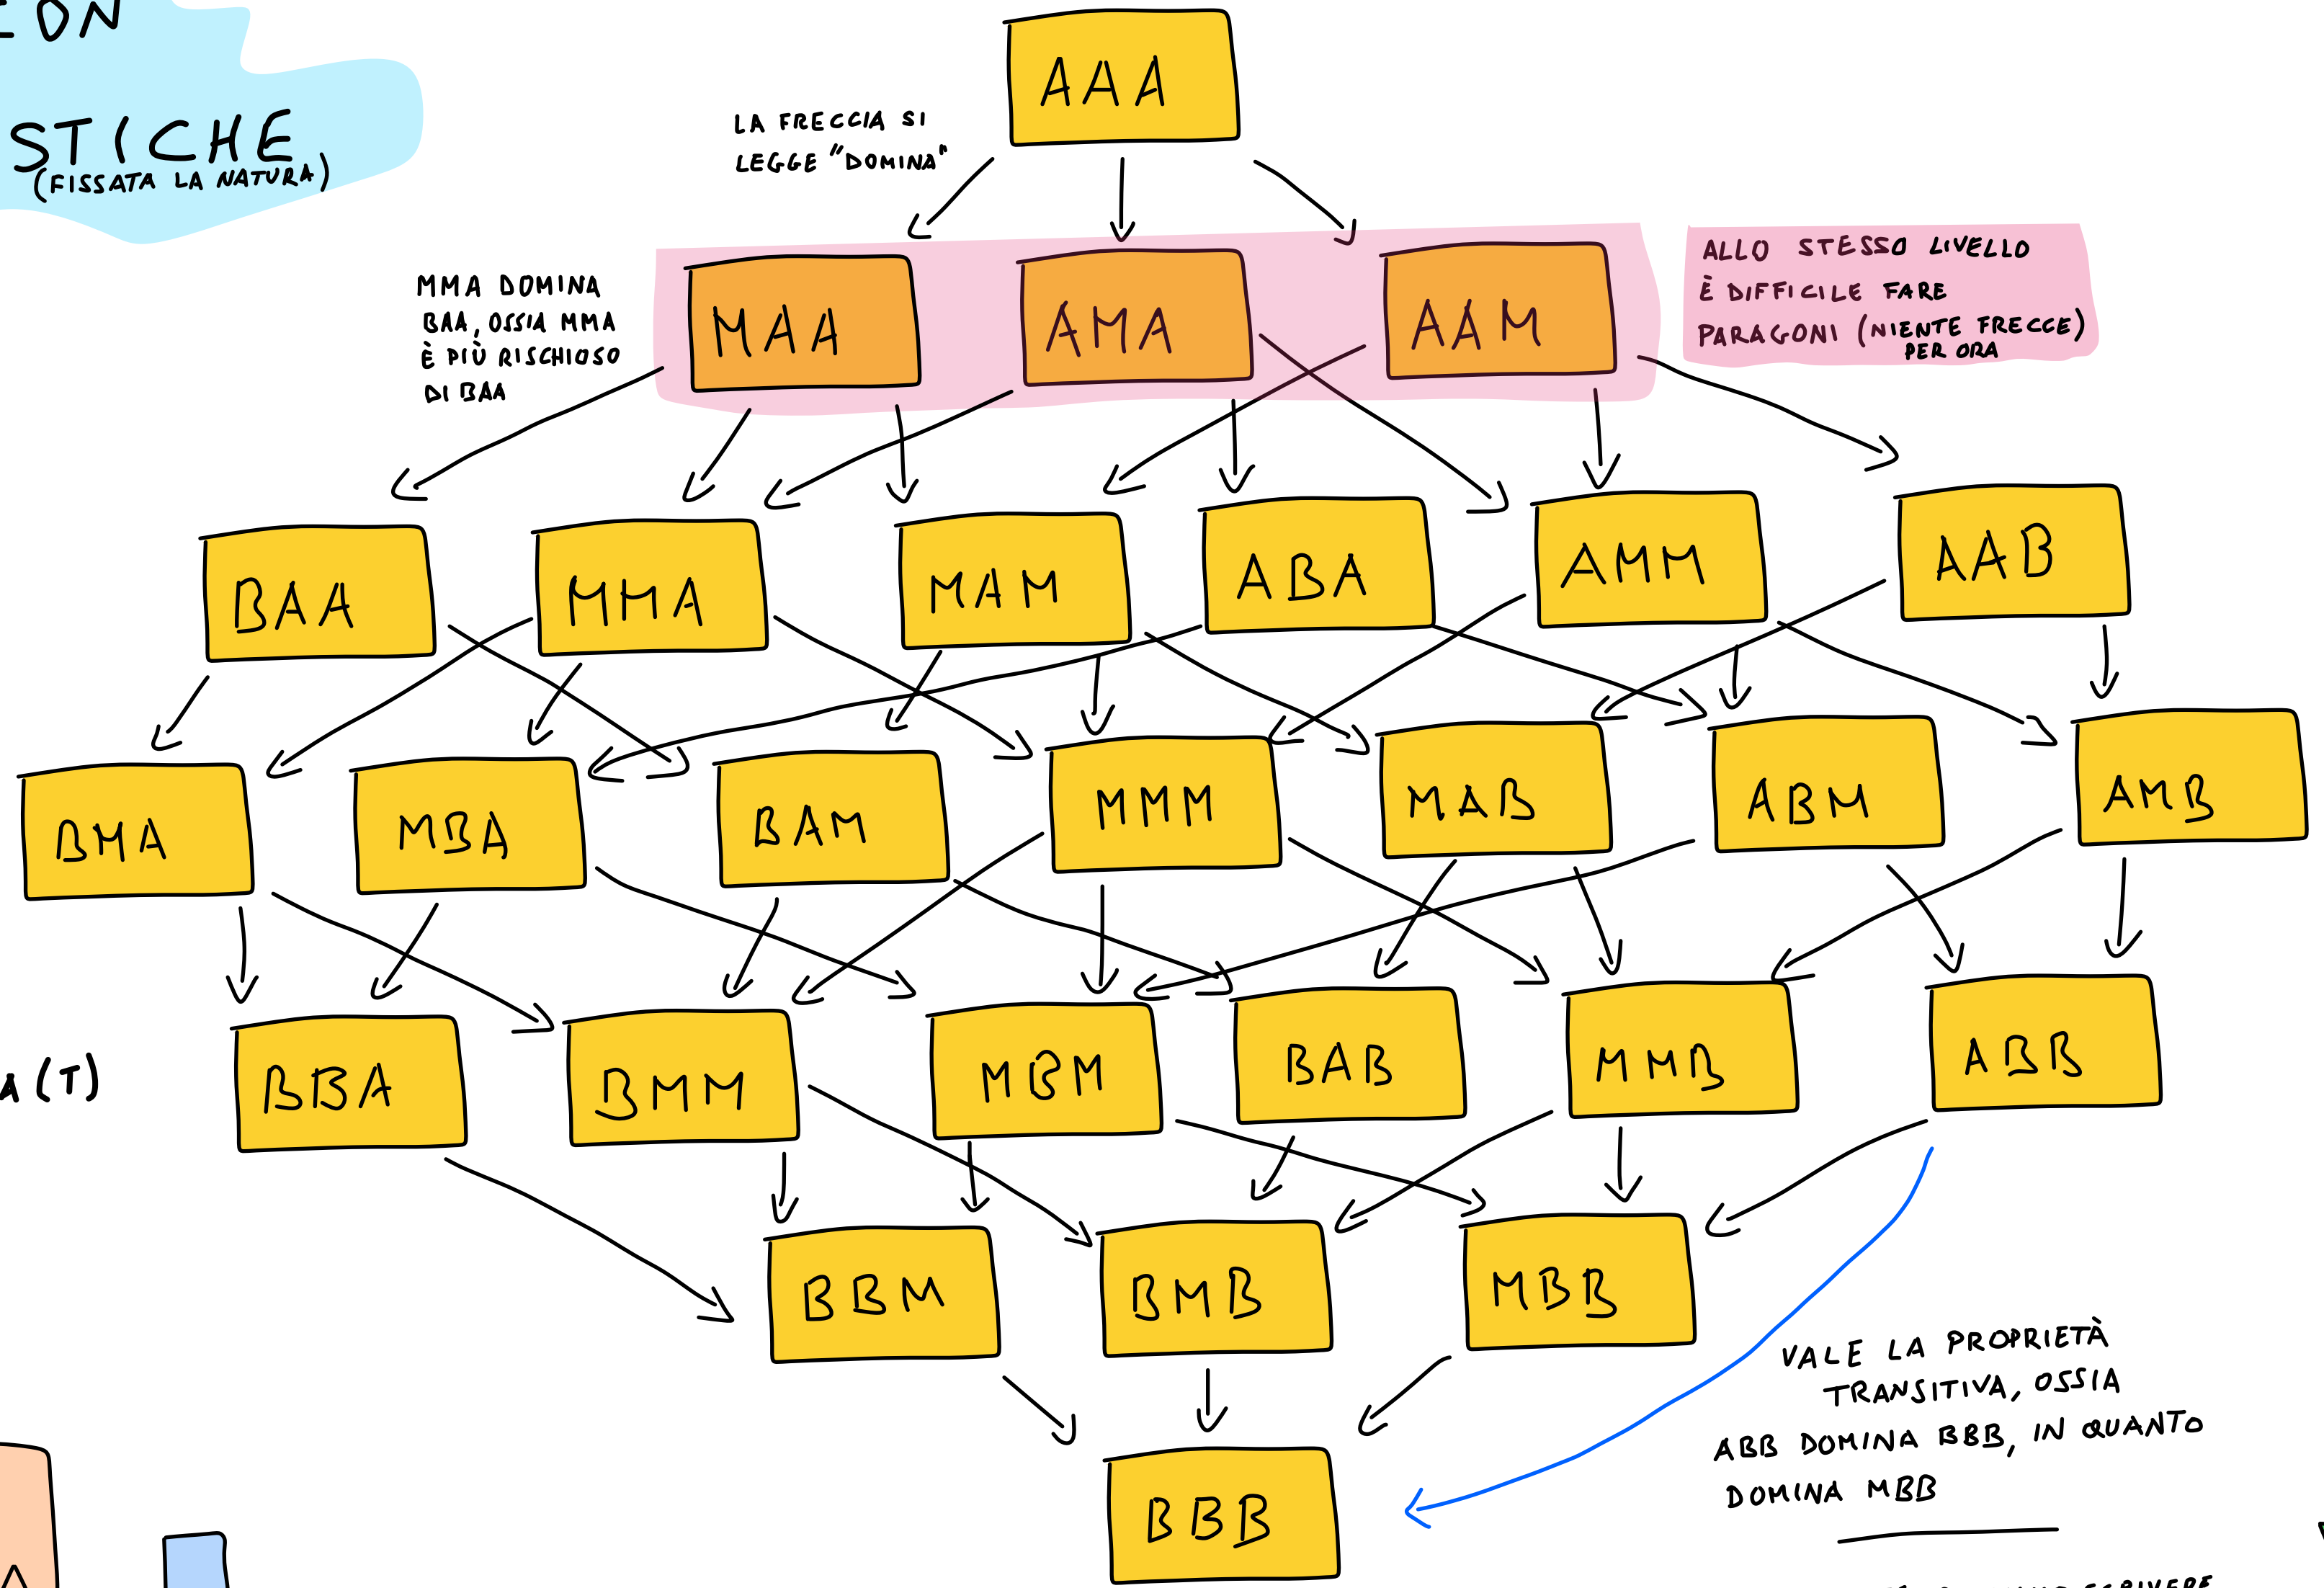 STICHE
(FISSATA LA NATURA)
AAA
LA FRECCIA SI
LEGGE "DOMINA"
MMA DOMINA
BAA, OSSIA MMA
È PIÙ RISCHIOSO
DI BAA
MAA
AMA
AAM
ALLO STESSO LIVELLO
È DIFFICILE FARE
PARAGONI (NIENTE FRECCE)
PER ORA
BAA
MMA
MAM
ABA
AMM
AAB
BMA
MBA
BAM
MMM
MAB
ABM
AMB
A(T)
BBA
BMM
MBM
BAB
MMB
ABB
BBM
BMB
MBB
VALE LA PROPRIETÀ
TRANSITIVA, OSSIA
ABB DOMINA BBB, IN QUANTO
DOMINA MBB
BBB